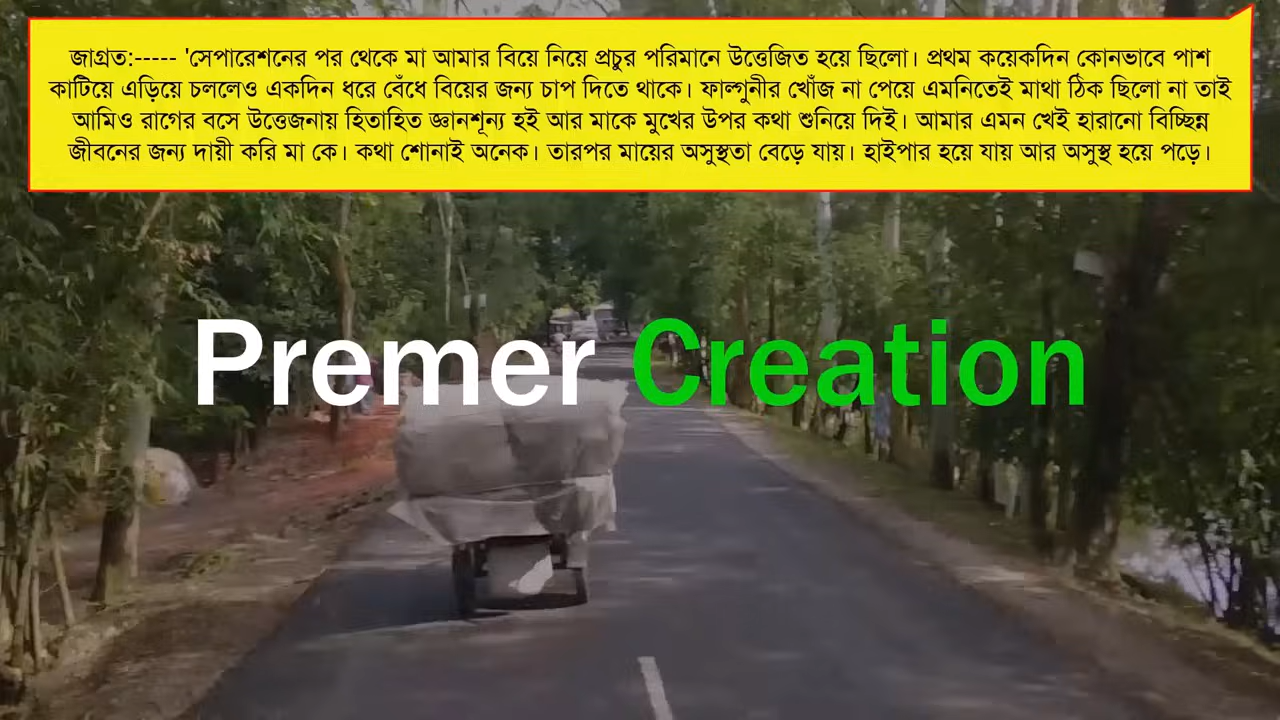 জাগ্রত:----- 'সেপারেশনের পর থেকে মা আমার বিয়ে নিয়ে প্রচুর পরিমানে উত্তেজিত হয়ে ছিলো। প্রথম কয়েকদিন কোনভাবে পাশ
কাটিয়ে এড়িয়ে চললেও একদিন ধরে বেঁধে বিয়ের জন্য চাপ দিতে থাকে। ফাল্গুনীর খোঁজ না পেয়ে এমনিতেই মাথা ঠিক ছিলো না তাই
আমিও রাগের বসে উত্তেজনায় হিতাহিত জ্ঞানশূন্য হই আর মাকে মুখের উপর কথা শুনিয়ে দিই। আমার এমন খেই হারানো বিচ্ছিন্ন
জীবনের জন্য দায়ী করি মা কে। কথা শোনাই অনেক। তারপর মায়ের অসুস্থতা বেড়ে যায়। হাইপার হয়ে যায় আর অসুস্থ হয়ে পড়ে।
Premer Creation